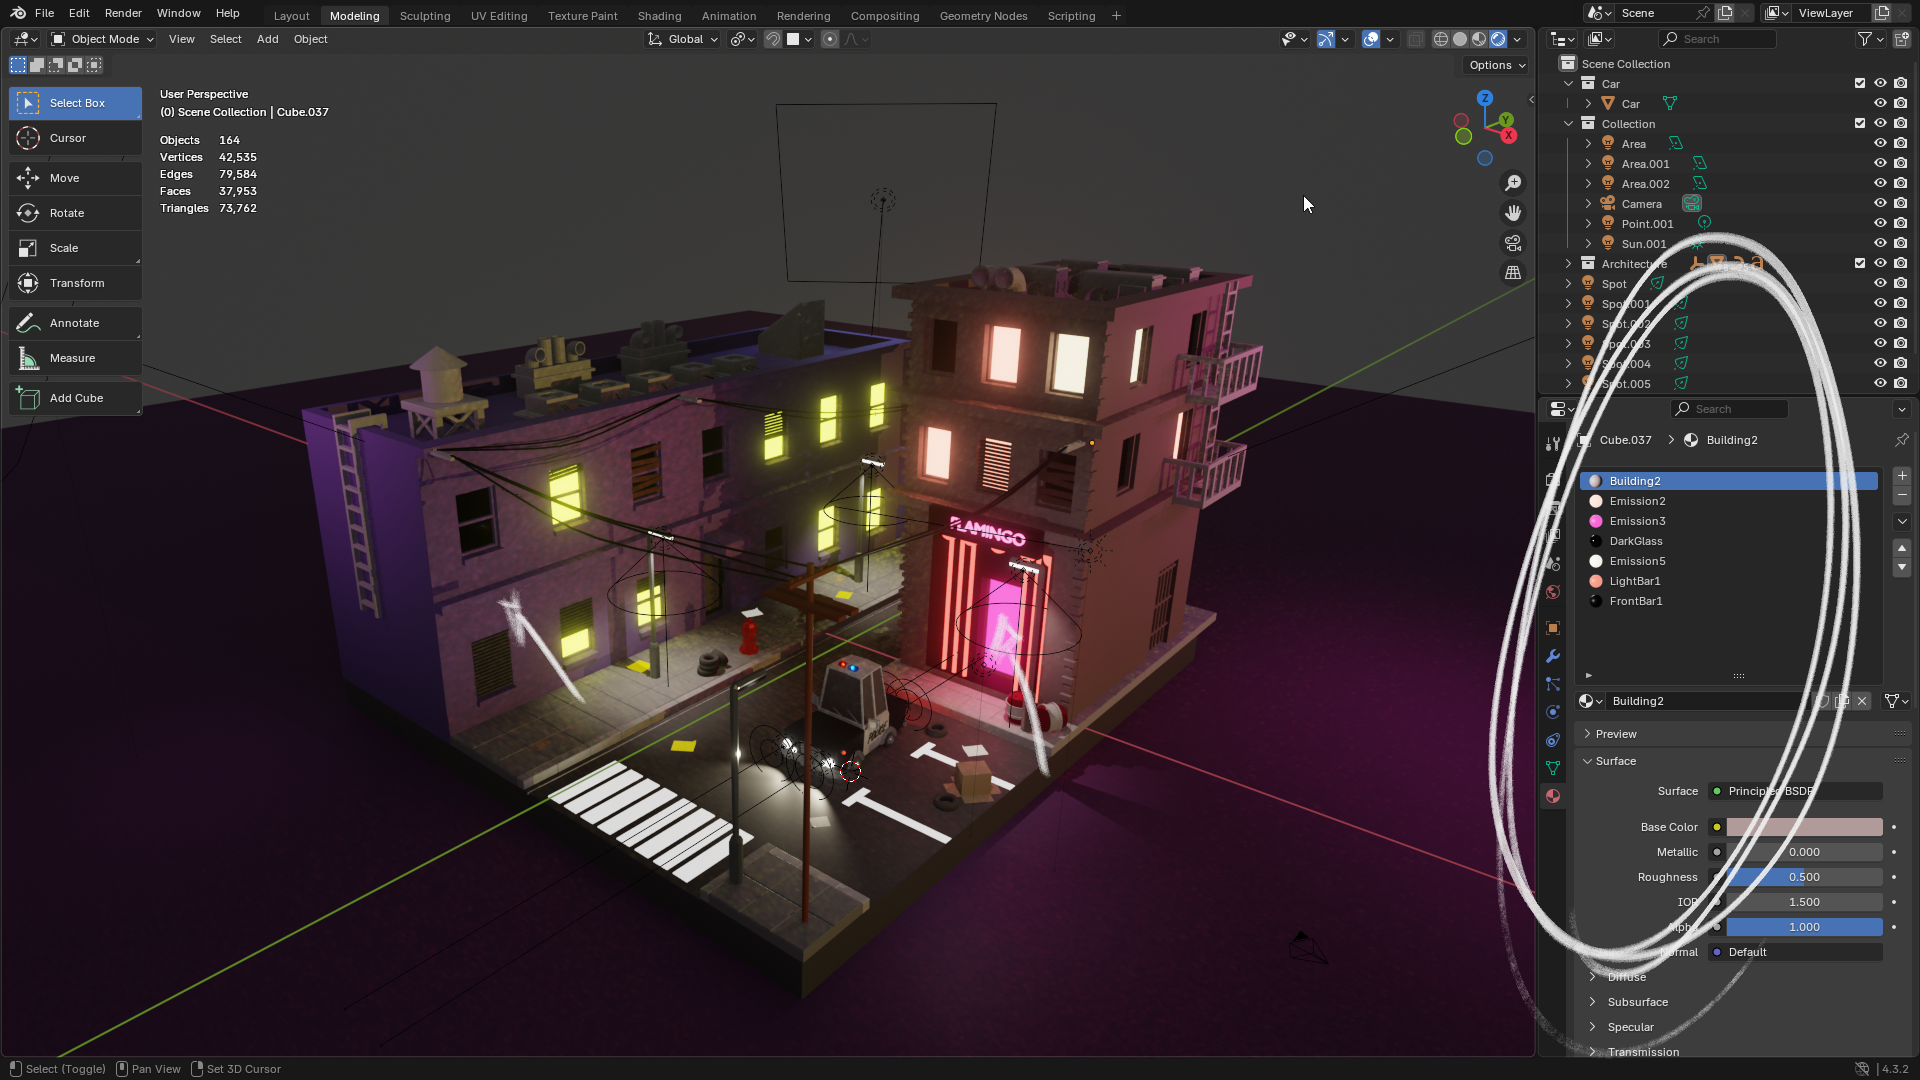 File Edit Render Window Help
Layout Modeling Sculpting UV Editing Texture Paint Shading Animation Rendering Compositing Geometry Nodes Scripting
Scene
ViewLayer
Object Mode View Select Add Object
Global
Search
Options
Select Box
Cursor
Move
Rotate
Scale
Transform
Annotate
Measure
Add Cube
User Perspective
(0) Scene Collection | Cube.037
Objects 164
Vertices 42,535
Edges 79,584
Faces 37,953
Triangles 73,762
Z
Y
X
FLAMINGO
Scene Collection
Car
Car
Collection
Area
Area.001
Area.002
Camera
Point.001
Sun.001
Architecture
Spot
Spot.001
Spot.002
Spot.003
Spot.004
Spot.005
Search
Cube.037 > Building2
Building2
Emission2
Emission3
DarkGlass
Emission5
LightBar1
FrontBar1
Building2
Preview
Surface
Surface Principled BSDF
Base Color
Metallic 0.000
Roughness 0.500
IOR 1.500
Alpha 1.000
Normal Default
Diffuse
Subsurface
Specular
Transmission
Select (Toggle) Pan View Set 3D Cursor
4.3.2